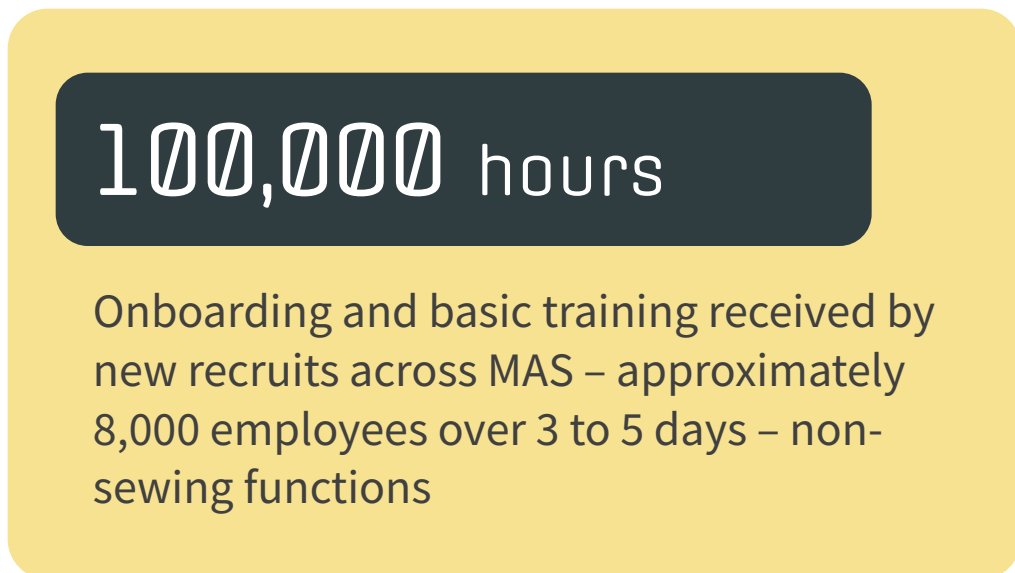 100,000 hours
Onboarding and basic training received by
new recruits across MAS – approximately
8,000 employees over 3 to 5 days – non-
sewing functions